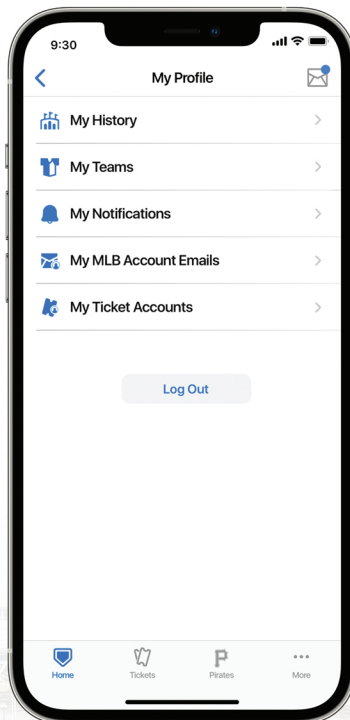 9:30
My Profile
My History
My Teams
My Notifications
My MLB Account Emails
My Ticket Accounts
Log Out
Home
Tickets
P
Pirates
More